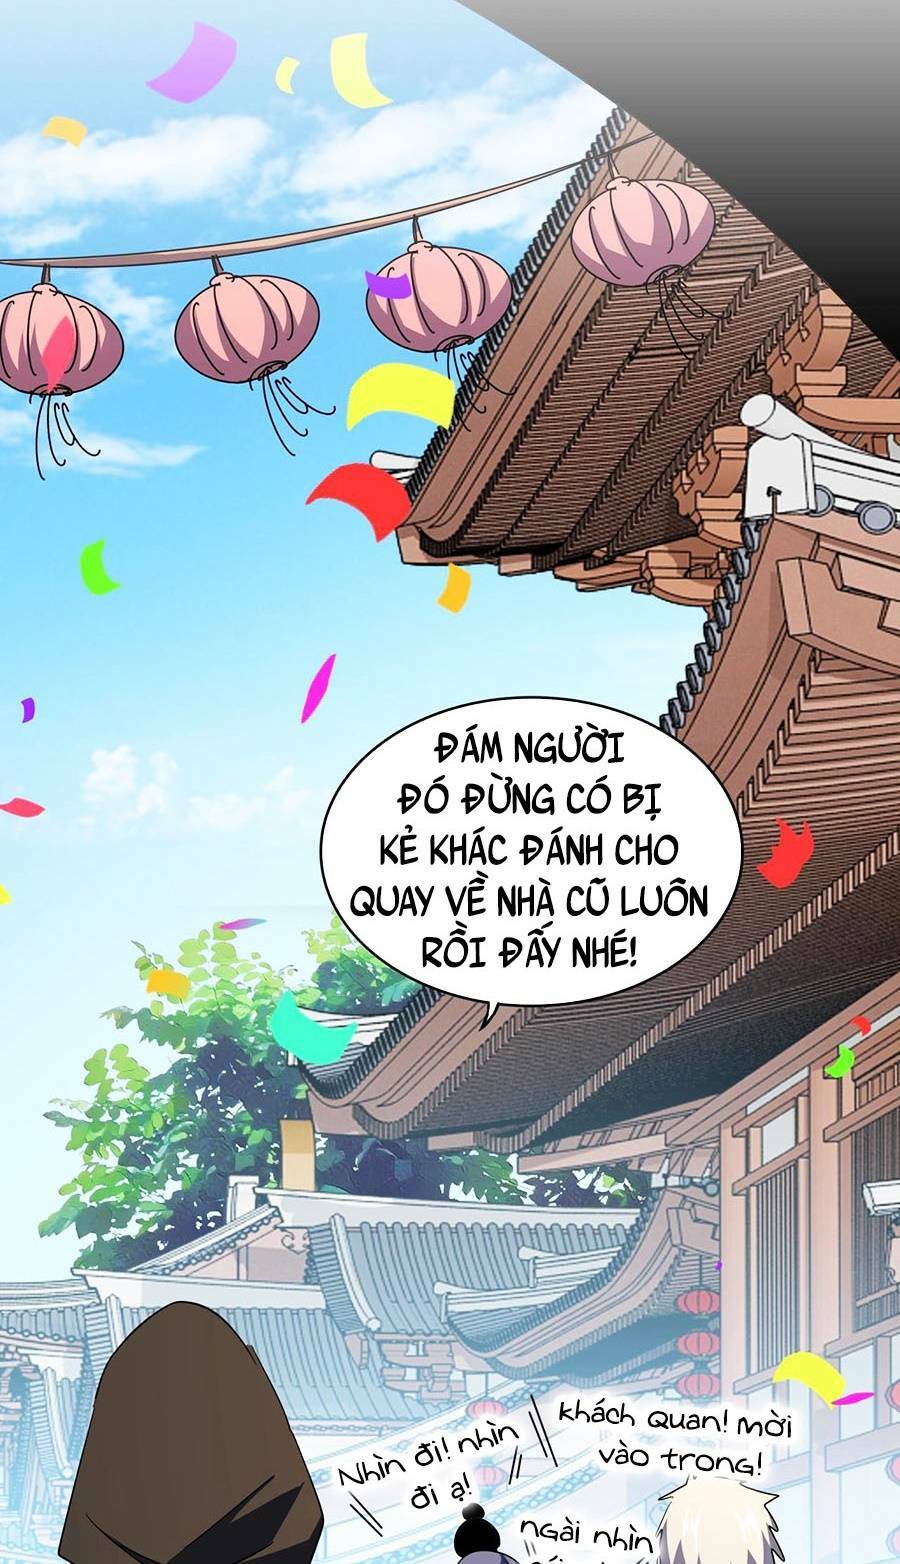 ĐÁM NGƯỜI
ĐÓ ĐỪNG CÓ BỊ
KẺ KHÁC ĐÁNH CHO
QUAY VỀ NHÀ CŨ LUÔN
RỒI ĐẤY NHÉ!
Nhìn đi! nhìn
đi ạ!
khách quan! mời
vào trong!
ngài nhìn